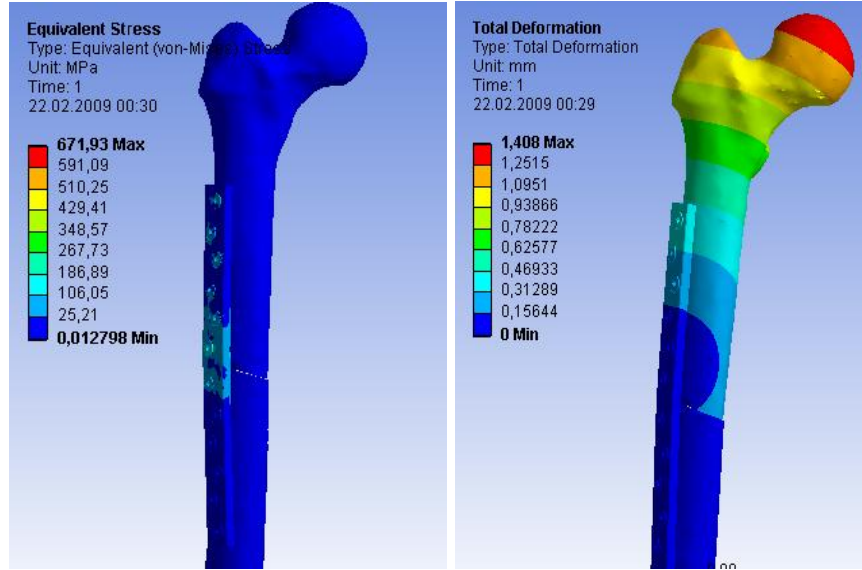 Equivalent Stress
Type: Equivalent (von-Mises) Stress
Unit: MPa
Time: 1
22.02.2009 00:30
671,93 Max
591,09
510,25
429,41
348,57
267,73
186,89
106,05
25,21
0,012798 Min
Total Deformation
Type: Total Deformation
Unit: mm
Time: 1
22.02.2009 00:29
1,408 Max
1,2515
1,0951
0,93866
0,78222
0,62577
0,46933
0,31289
0,15644
0 Min